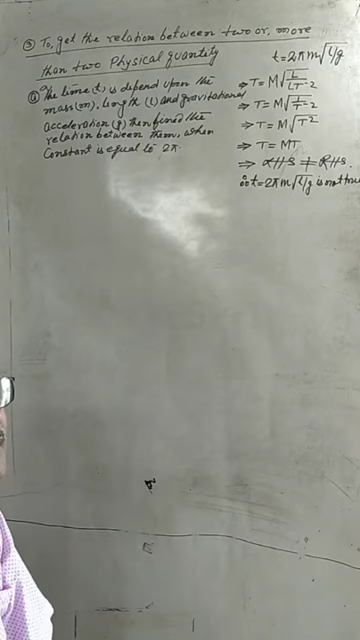 ③ To, get the relation between two or, more
than two Physical quantity
Q The time (t) is depend upon the
mass(m), length (L) and gravitational
acceleration (g) then fined the
relation between them, when
Constant is equal to 2π.
t=2πm√L/g
⇒ T=M√L/LT-2
⇒ T=M√1/T-2
⇒ T=M√T2
⇒ T=MT
⇒ LHS ≠ RHS.
∴ t=2πm√L/g is not true